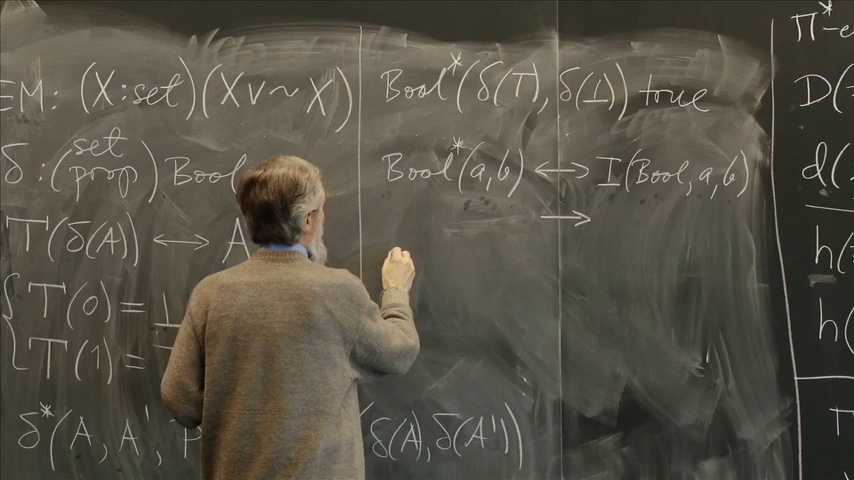 EM: (X:set)(X∨~X)
δ:(set
prop)Bool
T(δ(A))⟷A
T(0)=⊥
T(1)=
δ*(A,A',p
Bool*(δ(T),δ(⊥)) true
Bool*(a,b)⟷I(Bool,a,b)
→
(δ(A),δ(A'))
Π*-e
D(
d(
h(
h(